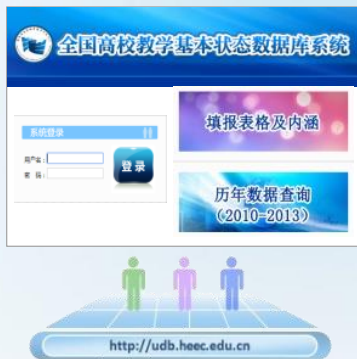 全国高校教学基本状态数据库系统
系统登录
用户名:
密 码:
登录
填报表格及内涵
历年数据查询
(2010-2013)
http://udb.heec.edu.cn